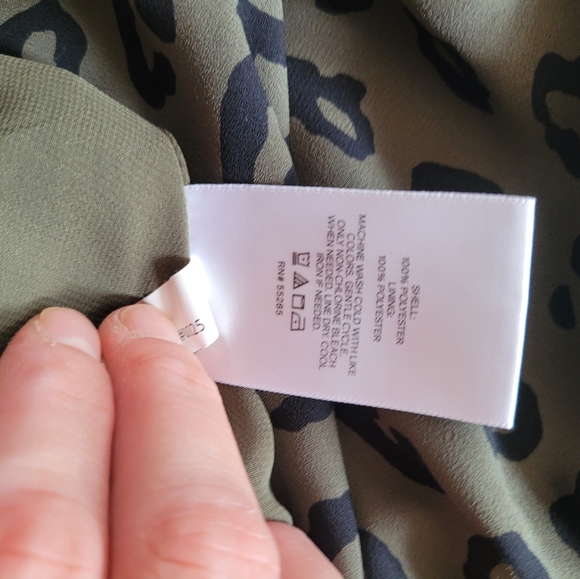 SHELL:
100% POLYESTER
LINING:
100% POLYESTER
MACHINE WASH COLD WITH LIKE
COLORS. GENTLE CYCLE.
ONLY NON-CHLORINE BLEACH
WHEN NEEDED. LINE DRY. COOL
IRON IF NEEDED.
RN# 55285